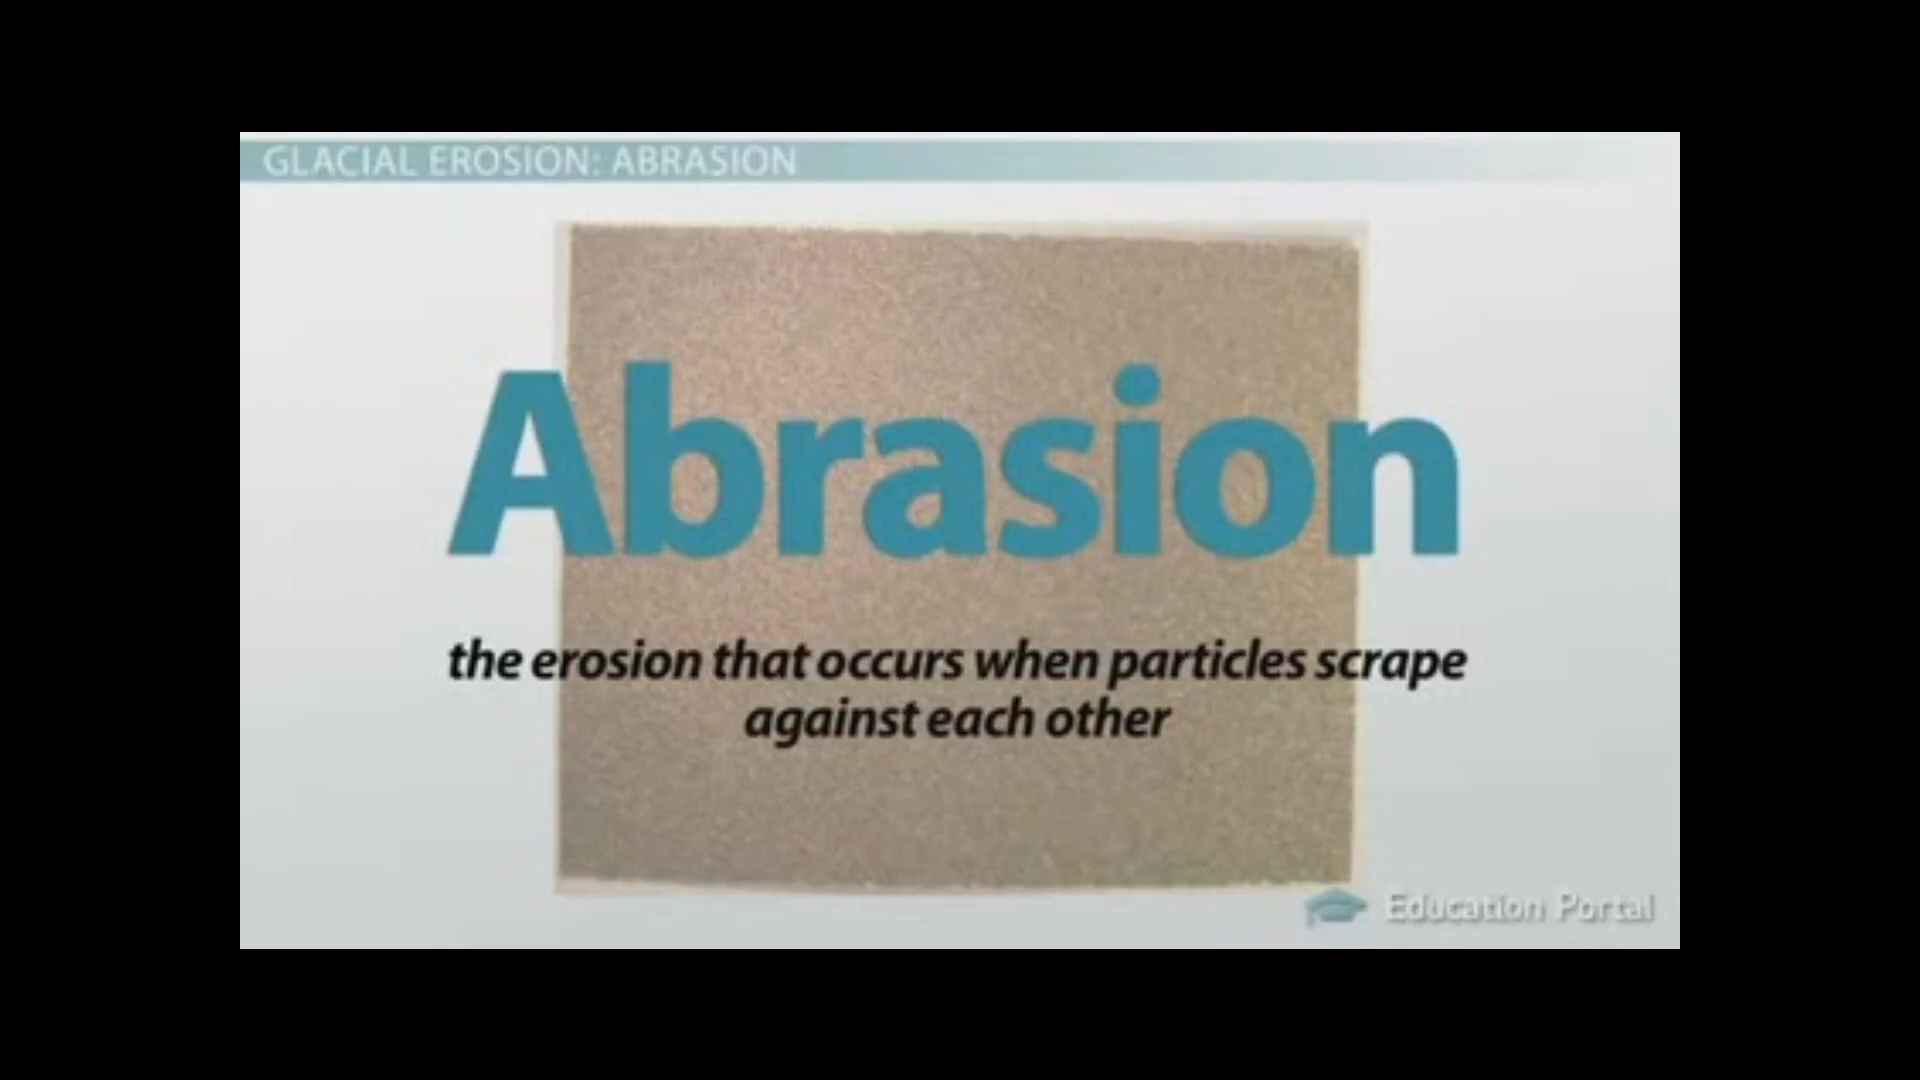 GLACIAL EROSION: ABRASION
Abrasion
the erosion that occurs when particles scrape
against each other
Education Portal